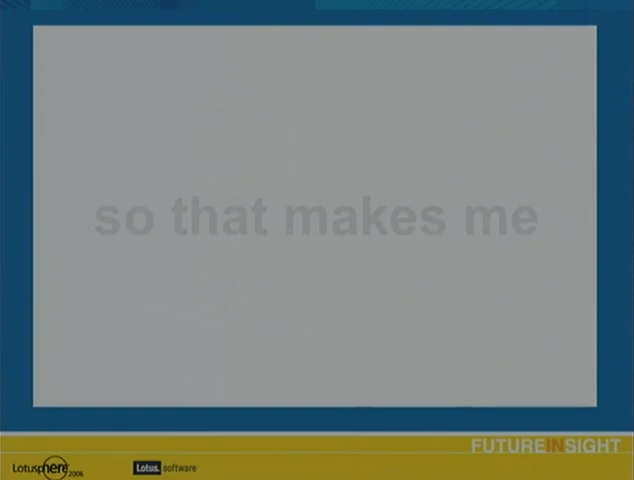 so that makes me
FUTUREINSIGHT
Lotusphere 2006
Lotus. software